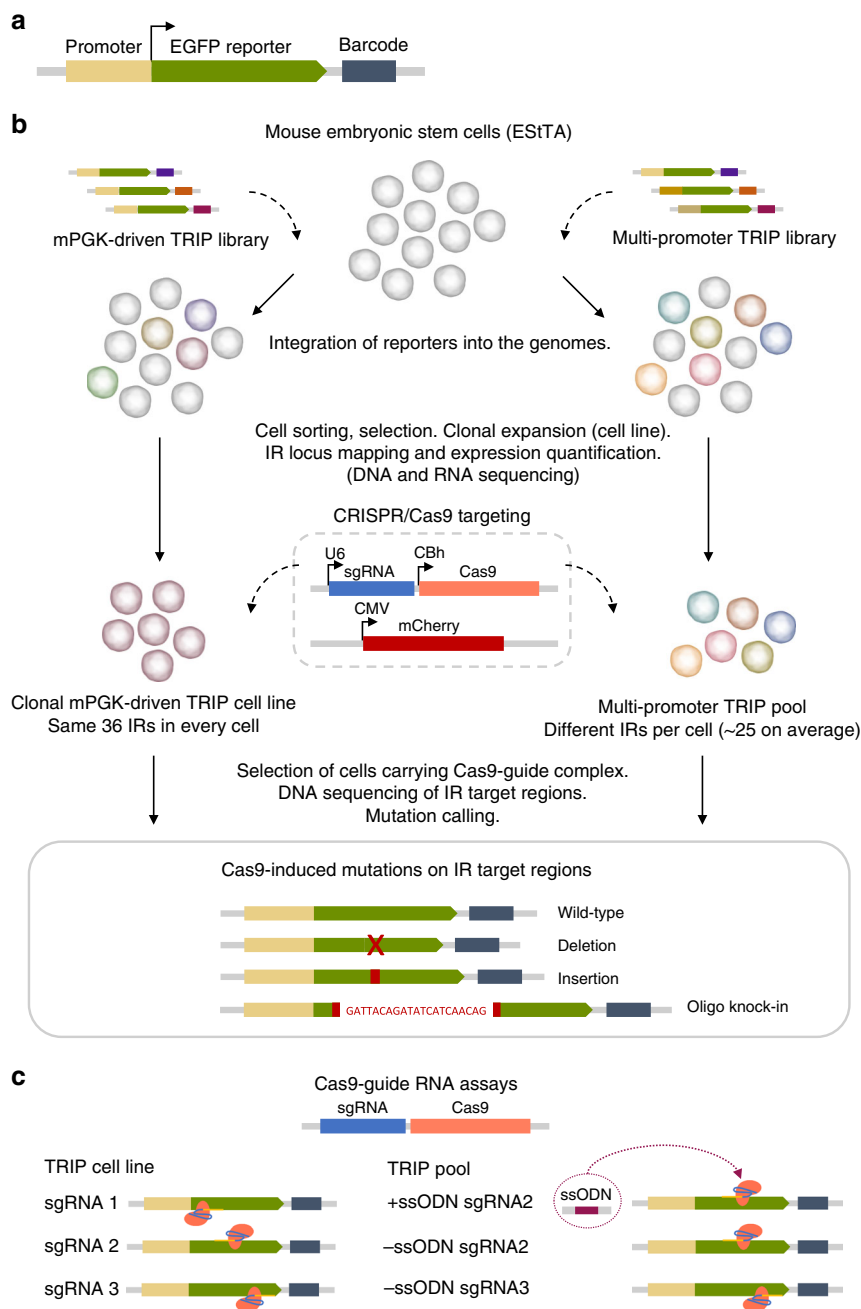 a
Promoter
EGFP reporter
Barcode
b
Mouse embryonic stem cells (EStTA)
mPGK-driven TRIP library
Multi-promoter TRIP library
Integration of reporters into the genomes.
Cell sorting, selection. Clonal expansion (cell line).
IR locus mapping and expression quantification.
(DNA and RNA sequencing)
CRISPR/Cas9 targeting
U6
sgRNA
CBh
Cas9
CMV
mCherry
Clonal mPGK-driven TRIP cell line
Same 36 IRs in every cell
Multi-promoter TRIP pool
Different IRs per cell (~25 on average)
Selection of cells carrying Cas9-guide complex.
DNA sequencing of IR target regions.
Mutation calling.
Cas9-induced mutations on IR target regions
Wild-type
Deletion
Insertion
GATTACAGATATCATCAACAG
Oligo knock-in
c
Cas9-guide RNA assays
sgRNA
Cas9
TRIP cell line
TRIP pool
sgRNA 1
+ssODN sgRNA2
ssODN
sgRNA 2
–ssODN sgRNA2
sgRNA 3
–ssODN sgRNA3